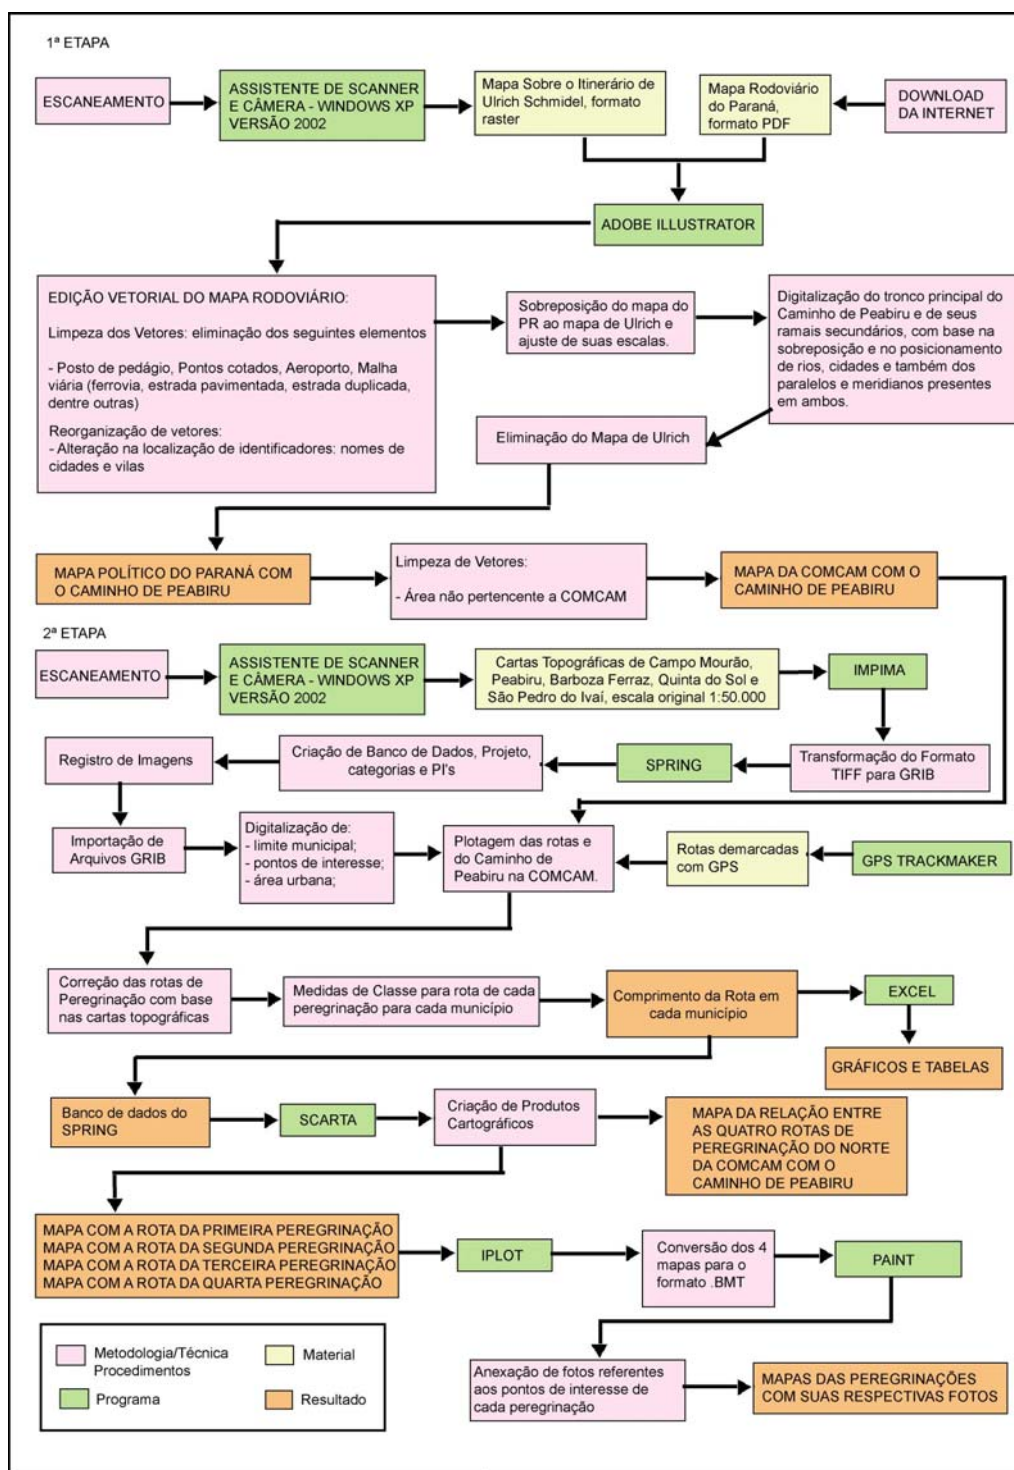 1ª ETAPA
ESCANEAMENTO
ASSISTENTE DE SCANNER
E CÂMERA - WINDOWS XP
VERSÃO 2002
Mapa Sobre o Itinerário de
Ulrich Schmidel, formato
raster
Mapa Rodoviário
do Paraná,
formato PDF
DOWNLOAD
DA INTERNET
ADOBE ILLUSTRATOR
EDIÇÃO VETORIAL DO MAPA RODOVIÁRIO:
Limpeza dos Vetores: eliminação dos seguintes elementos
- Posto de pedágio, Pontos cotados, Aeroporto, Malha
viária (ferrovia, estrada pavimentada, estrada duplicada,
dentre outras)
Reorganização de vetores:
- Alteração na localização de identificadores: nomes de
cidades e vilas
Sobreposição do mapa do
PR ao mapa de Ulrich e
ajuste de suas escalas.
Digitalização do tronco principal do
Caminho de Peabiru e de seus
ramais secundários, com base na
sobreposição e no posicionamento
de rios, cidades e também dos
paralelos e meridianos presentes
em ambos.
Eliminação do Mapa de Ulrich
MAPA POLÍTICO DO PARANÁ COM
O CAMINHO DE PEABIRU
Limpeza de Vetores:
- Área não pertencente a COMCAM
MAPA DA COMCAM COM O
CAMINHO DE PEABIRU
2ª ETAPA
ESCANEAMENTO
ASSISTENTE DE SCANNER
E CÂMERA - WINDOWS XP
VERSÃO 2002
Cartas Topográficas de Campo Mourão,
Peabiru, Barboza Ferraz, Quinta do Sol e
São Pedro do Ivaí, escala original 1:50.000
IMPIMA
Registro de Imagens
Criação de Banco de Dados, Projeto,
categorias e PI's
SPRING
Transformação do Formato
TIFF para GRIB
Importação de
Arquivos GRIB
Digitalização de:
- limite municipal;
- pontos de interesse;
- área urbana;
Plotagem das rotas e
do Caminho de
Peabiru na COMCAM.
Rotas demarcadas
com GPS
GPS TRACKMAKER
Correção das rotas de
Peregrinação com base
nas cartas topográficas
Medidas de Classe para rota de cada
peregrinação para cada município
Comprimento da Rota em
cada município
EXCEL
GRÁFICOS E TABELAS
Banco de dados do
SPRING
SCARTA
Criação de Produtos
Cartográficos
MAPA DA RELAÇÃO ENTRE
AS QUATRO ROTAS DE
PEREGRINAÇÃO DO NORTE
DA COMCAM COM O
CAMINHO DE PEABIRU
MAPA COM A ROTA DA PRIMEIRA PEREGRINAÇÃO
MAPA COM A ROTA DA SEGUNDA PEREGRINAÇÃO
MAPA COM A ROTA DA TERCEIRA PEREGRINAÇÃO
MAPA COM A ROTA DA QUARTA PEREGRINAÇÃO
IPLOT
Conversão dos 4
mapas para o
formato .BMT
PAINT
Anexação de fotos referentes
aos pontos de interesse de
cada peregrinação
MAPAS DAS PEREGRINAÇÕES
COM SUAS RESPECTIVAS FOTOS
Metodologia/Técnica
Procedimentos
Material
Programa
Resultado